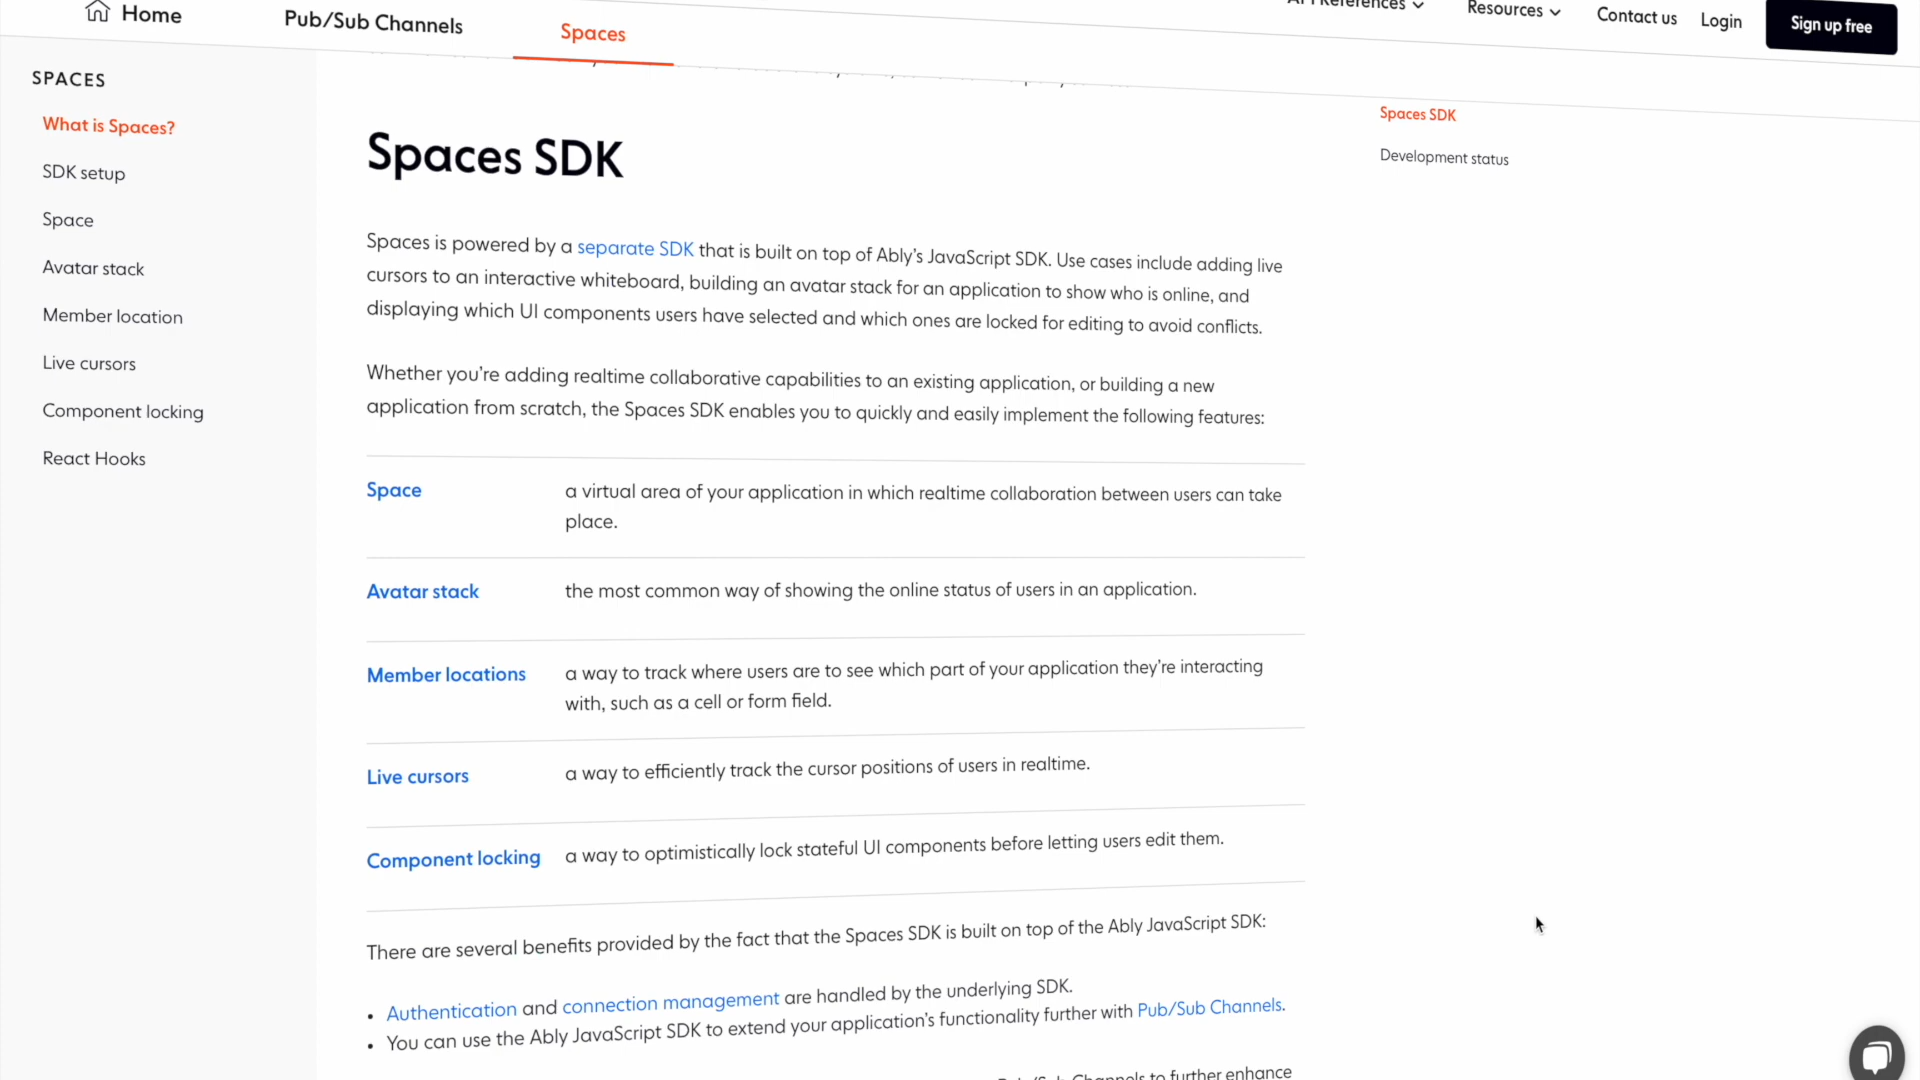 Home
Pub/Sub Channels
Spaces
API References
Resources
Contact us
Login
Sign up free
SPACES
What is Spaces?
SDK setup
Space
Avatar stack
Member location
Live cursors
Component locking
React Hooks
Spaces SDK
Development status
Spaces SDK
Spaces is powered by a separate SDK that is built on top of Ably’s JavaScript SDK. Use cases include adding live
cursors to an interactive whiteboard, building an avatar stack for an application to show who is online, and
displaying which UI components users have selected and which ones are locked for editing to avoid conflicts.
Whether you’re adding realtime collaborative capabilities to an existing application, or building a new
application from scratch, the Spaces SDK enables you to quickly and easily implement the following features:
Space
a virtual area of your application in which realtime collaboration between users can take
place.
Avatar stack
the most common way of showing the online status of users in an application.
Member locations
a way to track where users are to see which part of your application they’re interacting
with, such as a cell or form field.
Live cursors
a way to efficiently track the cursor positions of users in realtime.
Component locking
a way to optimistically lock stateful UI components before letting users edit them.
There are several benefits provided by the fact that the Spaces SDK is built on top of the Ably JavaScript SDK:
• Authentication and connection management are handled by the underlying SDK.
• You can use the Ably JavaScript SDK to extend your application’s functionality further with Pub/Sub Channels.
Pub/Sub Channels to further enhance